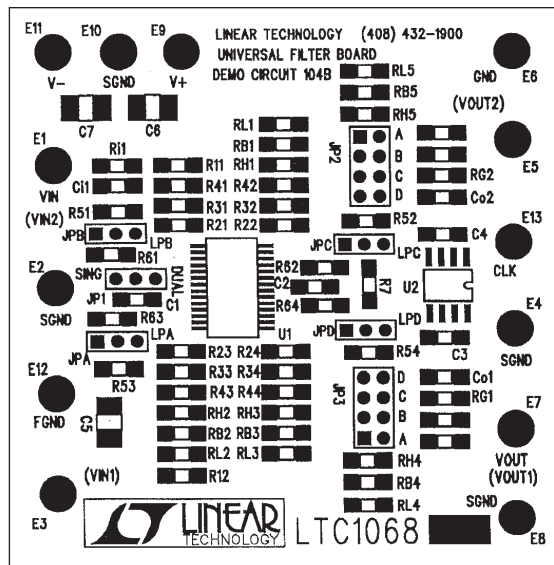 E11 E10 E9 LINEAR TECHNOLOGY (408) 432-1900
UNIVERSAL FILTER BOARD
DEMO CIRCUIT 104B
V- SGND V+
C7 C6
RL5
RB5
RH5
GND E6
(VOUT2)
E5
E1
VIN
(VIN2)
Ri1
Ci1
R51
JPB LPB
R61
R11
R41
R31
R21
RL1
RB1
RH1
R42
R32
R22
JP2 A
B
C
D
RG2
Co2
R52
JPC LPC
C4
E13
CLK
E2
SGND
SING DUAL
JP1 C1
R63
JPA LPA
R53
U1
R62
C2
R64
R7
U2
JPD LPD
R54
C3
E4
SGND
E12
FGND
C5
R23 R24
R33 R34
R43 R44
RH2 RH3
RB2 RB3
RL2 RL3
R12
JP3 D
C
B
A
Co1
RG1
E7
VOUT
(VOUT1)
RH4
RB4
RL4
(VIN1)
E3
LT LINEAR
TECHNOLOGY
LTC1068
SGND
E8